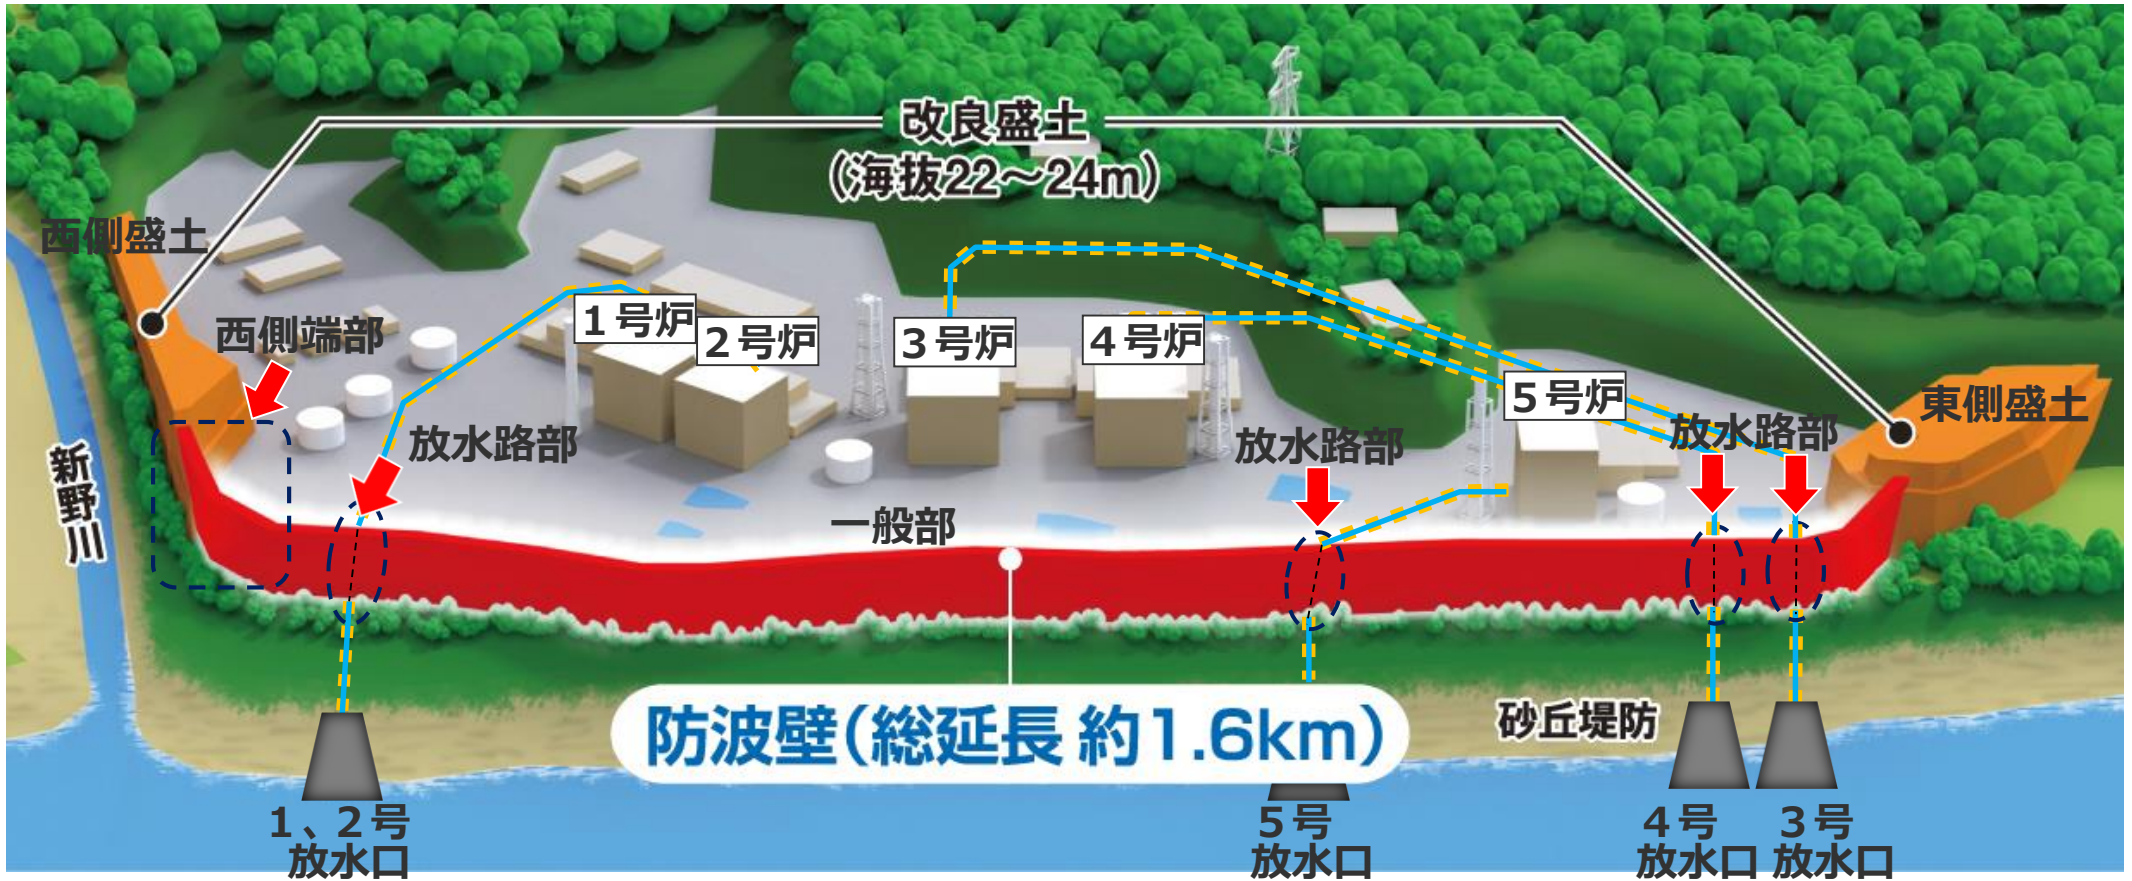 改良盛土
（海抜22～24m）
西側盛土
西側端部
1号炉
2号炉
3号炉
4号炉
5号炉
東側盛土
放水路部
放水路部
放水路部
新野川
一般部
防波壁（総延長 約1.6km）
砂丘堤防
1、2号
放水口
5号
放水口
4号
放水口
3号
放水口